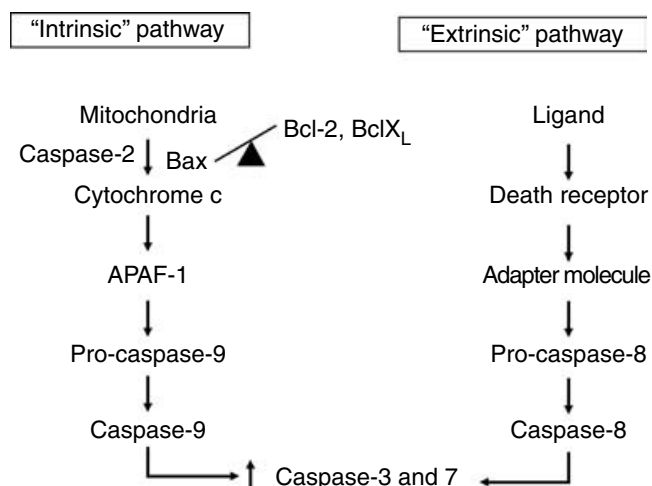 “Intrinsic” pathway
“Extrinsic” pathway
Mitochondria
Caspase-2
Bax
Bcl-2, BclXL
Cytochrome c
APAF-1
Pro-caspase-9
Caspase-9
Ligand
Death receptor
Adapter molecule
Pro-caspase-8
Caspase-8
Caspase-3 and 7